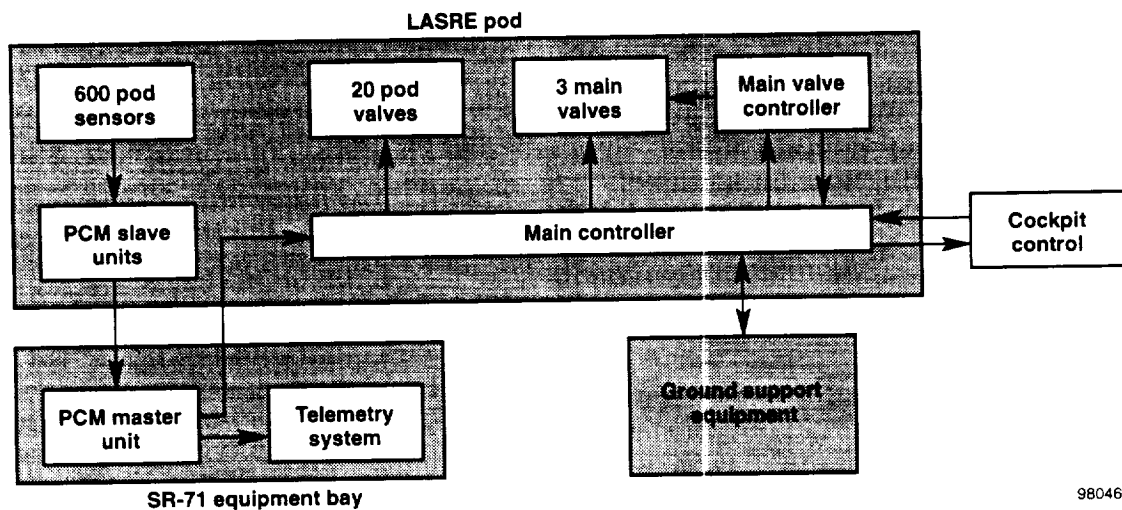 LASRE pod
600 pod
sensors
20 pod
valves
3 main
valves
Main valve
controller
PCM slave
units
Main controller
Cockpit
control
PCM master
unit
Telemetry
system
Ground support
equipment
SR-71 equipment bay
98046